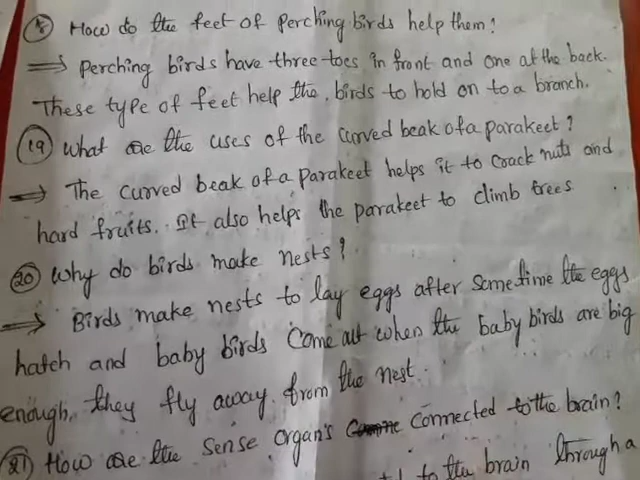 18 How do the feet of perching birds help them?
⇒ perching birds have three toes in front and one at the back.
These type of feet help the, birds to hold on to a branch.
19 What are the uses of the curved beak of a parakeet?
⇒ The curved beak of a parakeet helps it to crack nuts and
hard fruits. It also helps the parakeet to climb trees
20 Why do birds make nests?
⇒ Birds make nests to lay eggs after sometime the eggs
hatch and baby birds come out when the baby birds are big
enough, they fly away from the nest.
21 How are the sense organ's connected to the brain?
to the brain through a